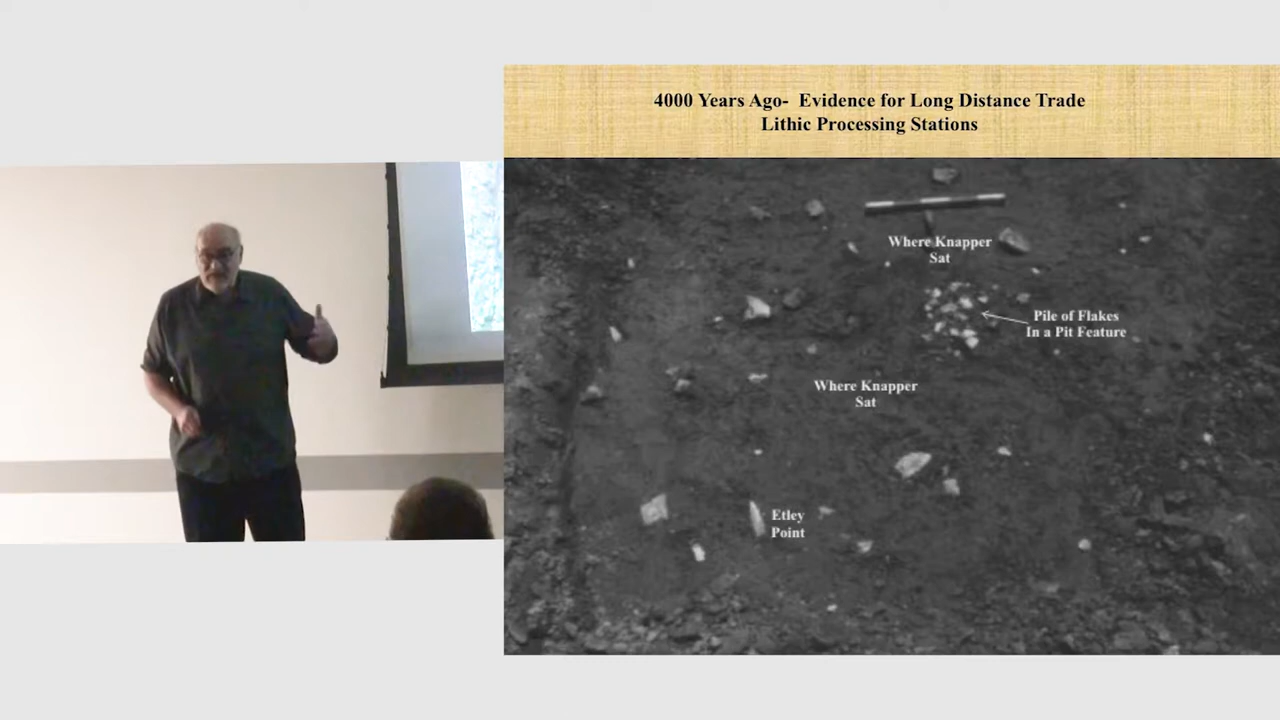 4000 Years Ago-  Evidence for Long Distance Trade
Lithic Processing Stations
Where Knapper
Sat
Pile of Flakes
In a Pit Feature
Where Knapper
Sat
Etley
Point